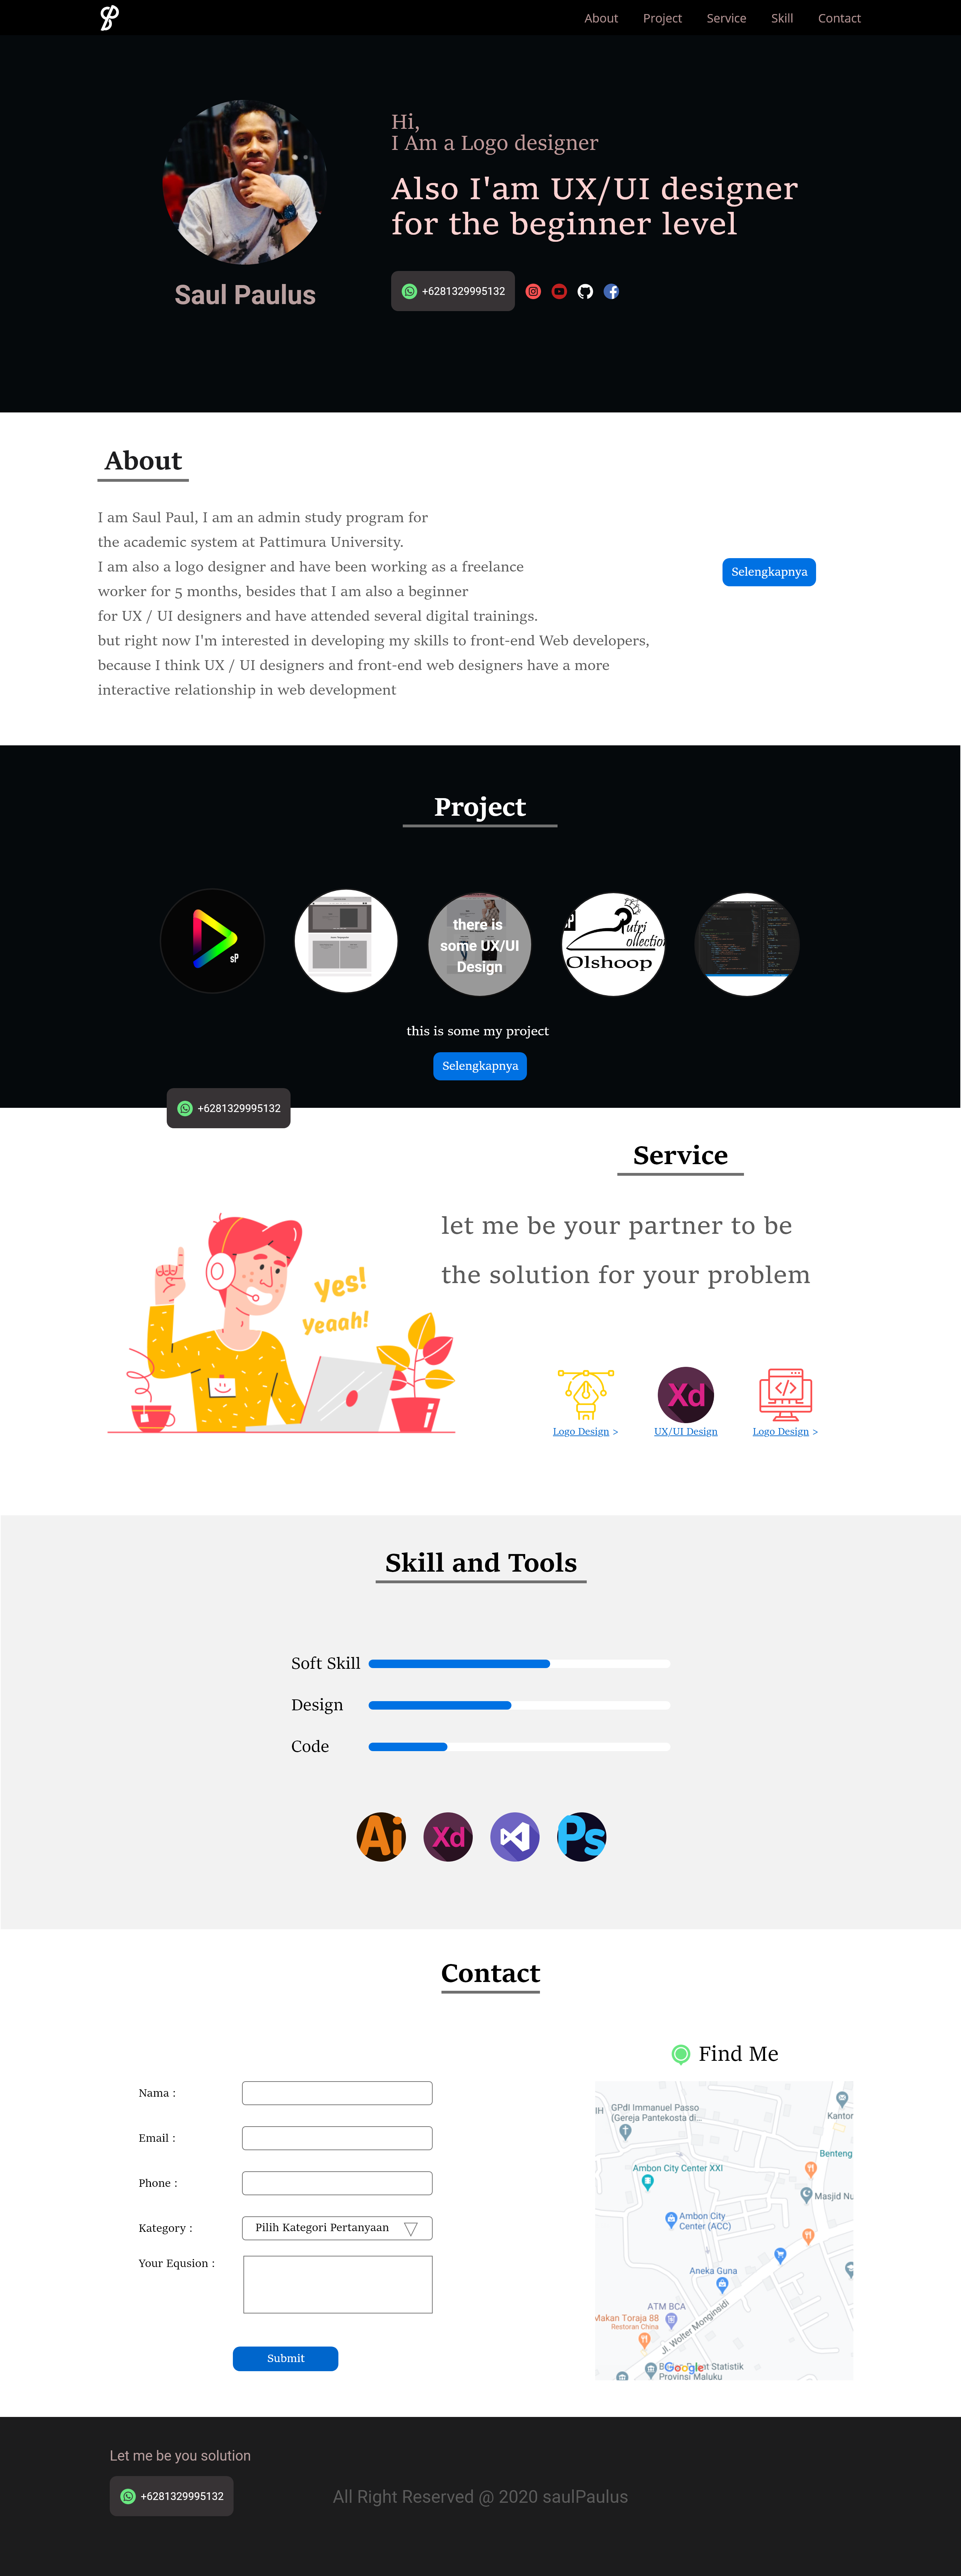 About Project Service Skill Contact
Hi,
I Am a Logo designer
Also I'am UX/UI designer
for the beginner level
Saul Paulus
+6281329995132
About
I am Saul Paul, I am an admin study program for
the academic system at Pattimura University.
I am also a logo designer and have been working as a freelance
worker for 5 months, besides that I am also a beginner
for UX / UI designers and have attended several digital trainings.
but right now I'm interested in developing my skills to front-end Web developers,
because I think UX / UI designers and front-end web designers have a more
interactive relationship in web development
Selengkapnya
Project
sP
there is
some UX/UI
Design
utri
ollection
Olshoop
this is some my project
Selengkapnya
+6281329995132
Service
let me be your partner to be
the solution for your problem
Yes!
Yeaah!
Xd
Logo Design >
UX/UI Design
Logo Design >
Skill and Tools
Soft Skill
Design
Code
Ai
Xd
Ps
Contact
Find Me
Nama :
Email :
Phone :
Kategory :
Pilih Kategori Pertanyaan
Your Equsion :
Submit
IH
GPdI Immanuel Passo
(Gereja Pantekosta di...
Kantor
Benteng
Ambon City Center XXI
Masjid Nu
Ambon City
Center (ACC)
Aneka Guna
ATM BCA
Makan Toraja 88
Restoran China
Jl. Wolter Monginsidi
Google
Statistik
Provinsi Maluku
Let me be you solution
+6281329995132
All Right Reserved @ 2020 saulPaulus